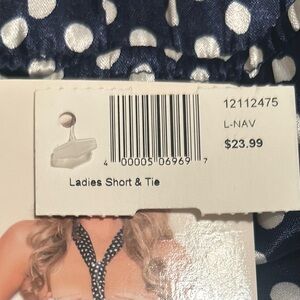 12112475
L-NAV
$23.99
4 00005 06969 7
Ladies Short & Tie